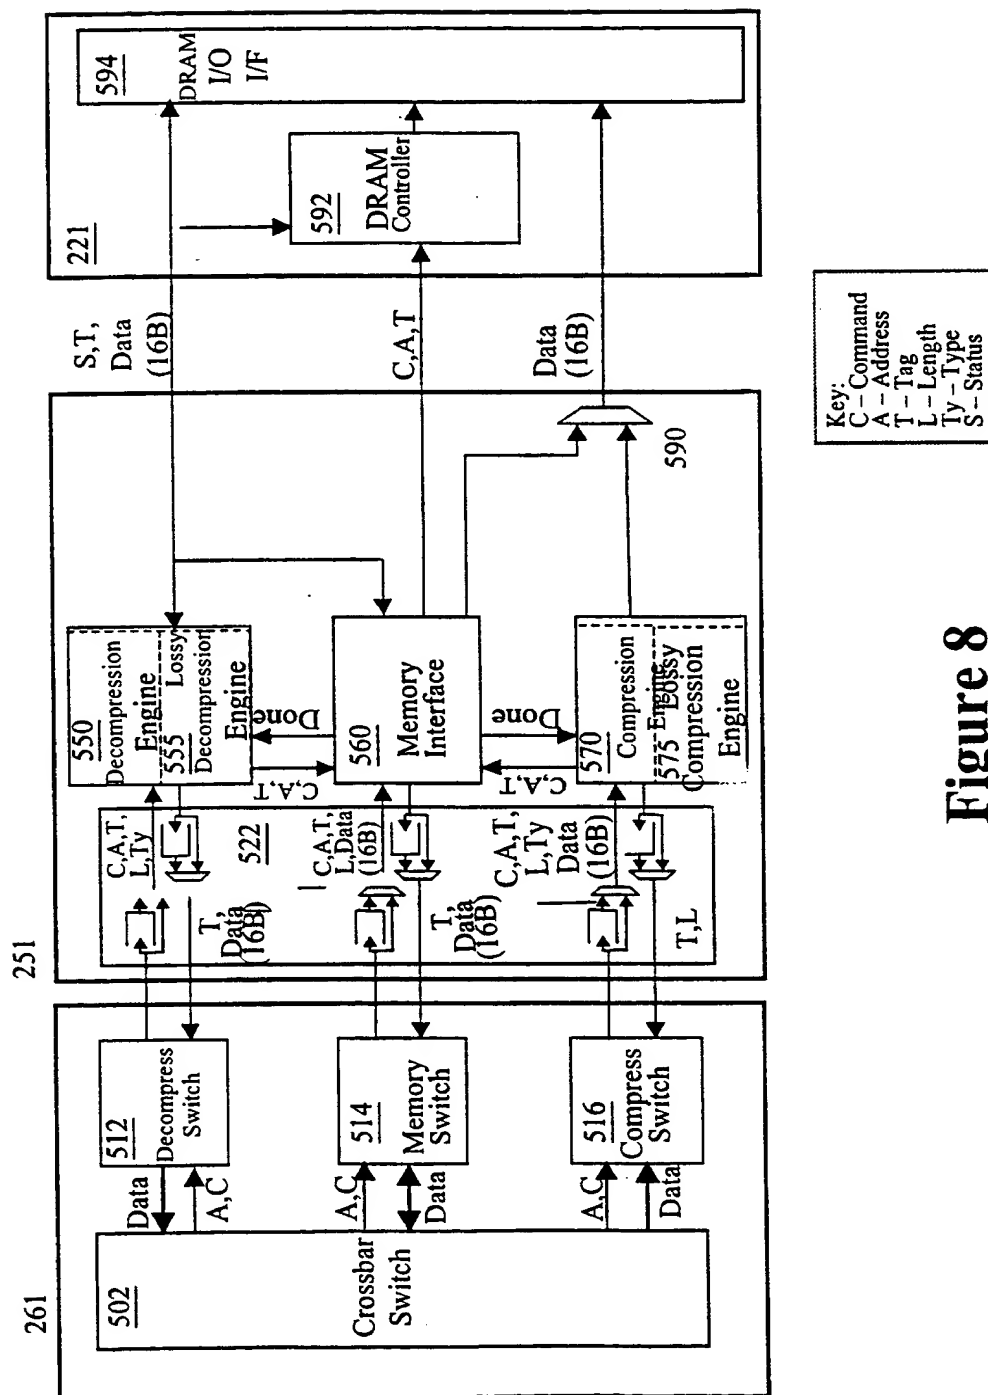 261
502
Crossbar
Switch
Data
A,C
A,C
Data
A,C
Data
512
Decompress
Switch
514
Memory
Switch
516
Compress
Switch
251
522
C,A,T,
L,Ty
T,
Data
(16B)
C,A,T,
L,Data
(16B)
T,
Data
(16B)
C,A,T,
L,Ty
Data
(16B)
T,L
550
Decompression
Engine
555
Lossy
Decompression
Engine
C,A,T
Done
560
Memory
Interface
C,A,T
Done
570
Compression
Engine
575
Lossy
Compression
Engine
590
S,T,
Data
(16B)
C,A,T
Data
(16B)
221
592
DRAM
Controller
594
DRAM
I/O
I/F
Key:
C – Command
A – Address
T – Tag
L – Length
Ty – Type
S – Status
Figure 8